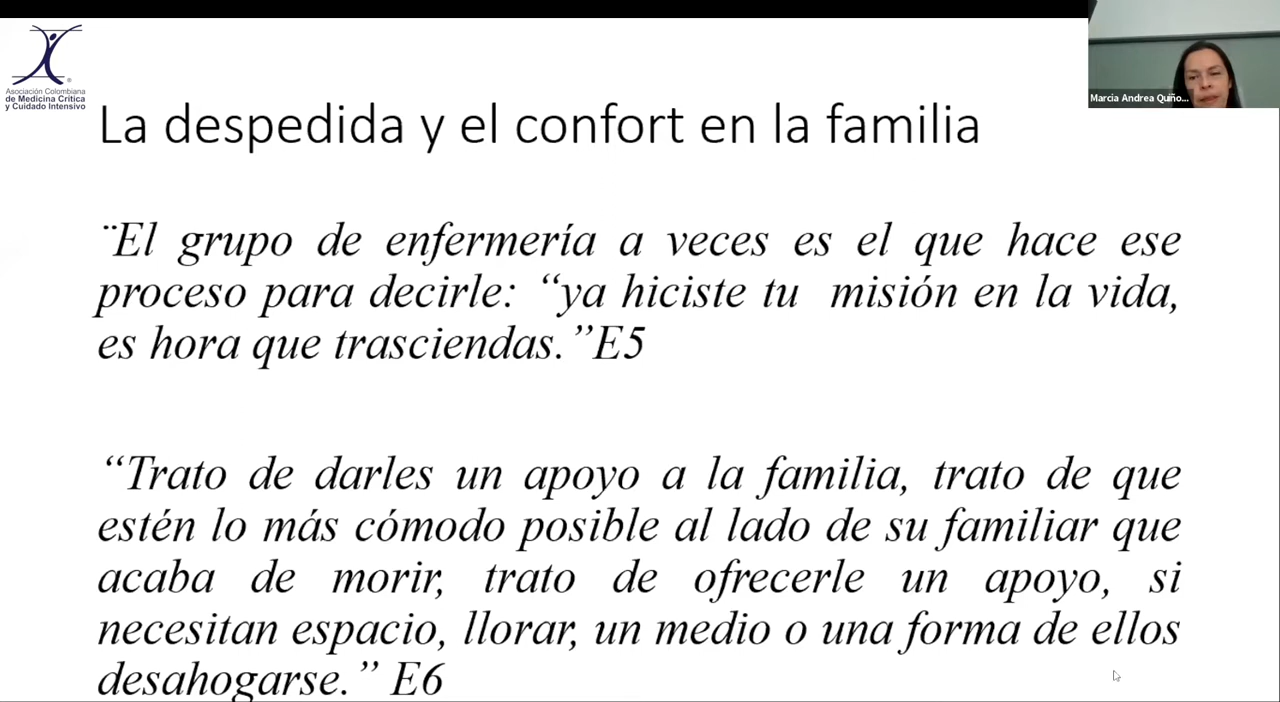 Asociación Colombiana
de Medicina Crítica
y Cuidado Intensivo
Marcia Andrea Quiño...
La despedida y el confort en la familia
¨El grupo de enfermería a veces es el que hace ese
proceso para decirle: “ya hiciste tu  misión en la vida,
es hora que trasciendas.”E5
“Trato de darles un apoyo a la familia, trato de que
estén lo más cómodo posible al lado de su familiar que
acaba de morir, trato de ofrecerle un apoyo, si
necesitan espacio, llorar, un medio o una forma de ellos
desahogarse.” E6